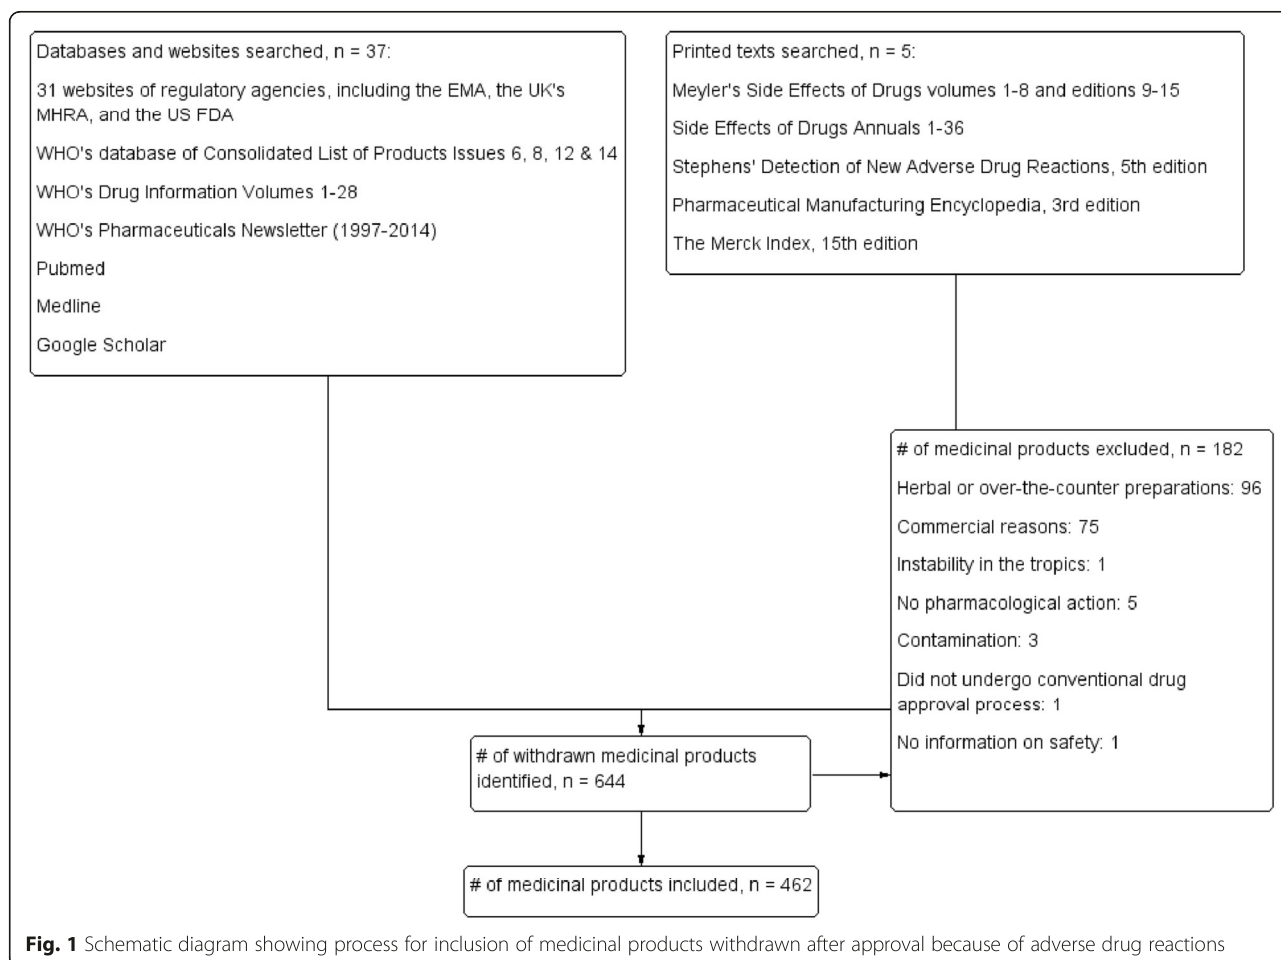 Databases and websites searched, n = 37:
31 websites of regulatory agencies, including the EMA, the UK's
MHRA, and the US FDA
WHO's database of Consolidated List of Products Issues 6, 8, 12 & 14
WHO's Drug Information Volumes 1-28
WHO's Pharmaceuticals Newsletter (1997-2014)
Pubmed
Medline
Google Scholar
Printed texts searched, n = 5:
Meyler's Side Effects of Drugs volumes 1-8 and editions 9-15
Side Effects of Drugs Annuals 1-36
Stephens' Detection of New Adverse Drug Reactions, 5th edition
Pharmaceutical Manufacturing Encyclopedia, 3rd edition
The Merck Index, 15th edition
# of medicinal products excluded, n = 182
Herbal or over-the-counter preparations: 96
Commercial reasons: 75
Instability in the tropics: 1
No pharmacological action: 5
Contamination: 3
Did not undergo conventional drug
approval process: 1
No information on safety: 1
# of withdrawn medicinal products
identified, n = 644
# of medicinal products included, n = 462
Fig. 1 Schematic diagram showing process for inclusion of medicinal products withdrawn after approval because of adverse drug reactions